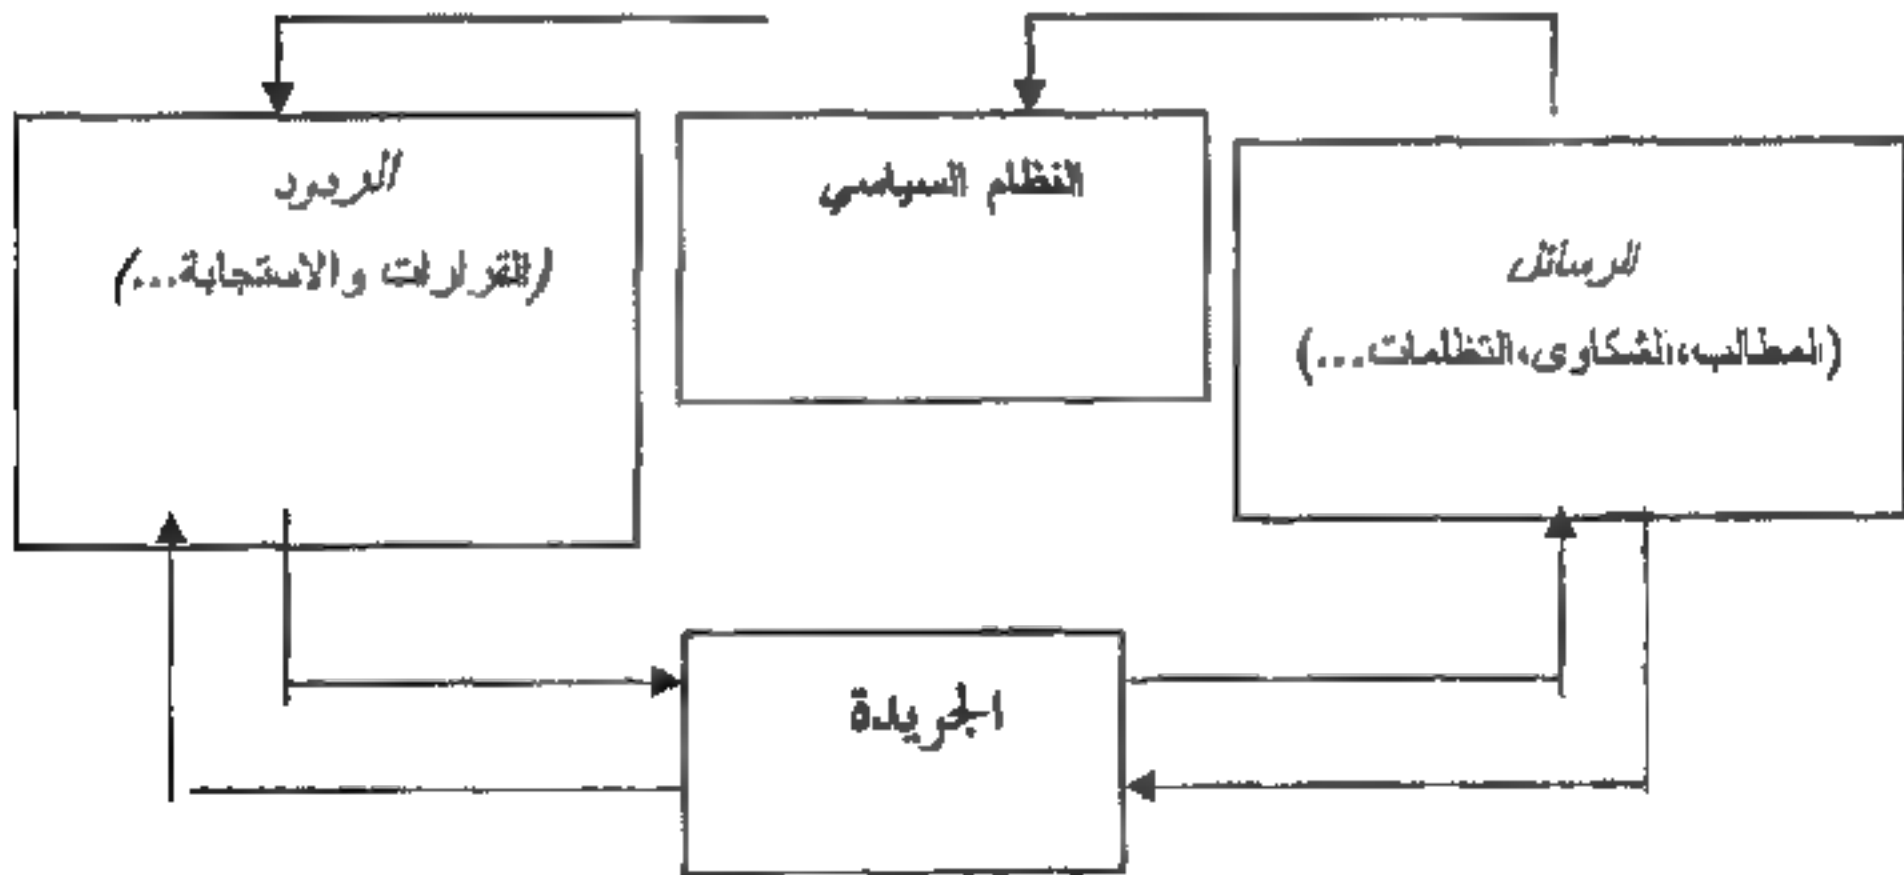 الرسائل
(المطالب،الشكاوى،التظلمات...)
النظام السياسي
الردود
(القرارات والاستجابة...)
الجريدة